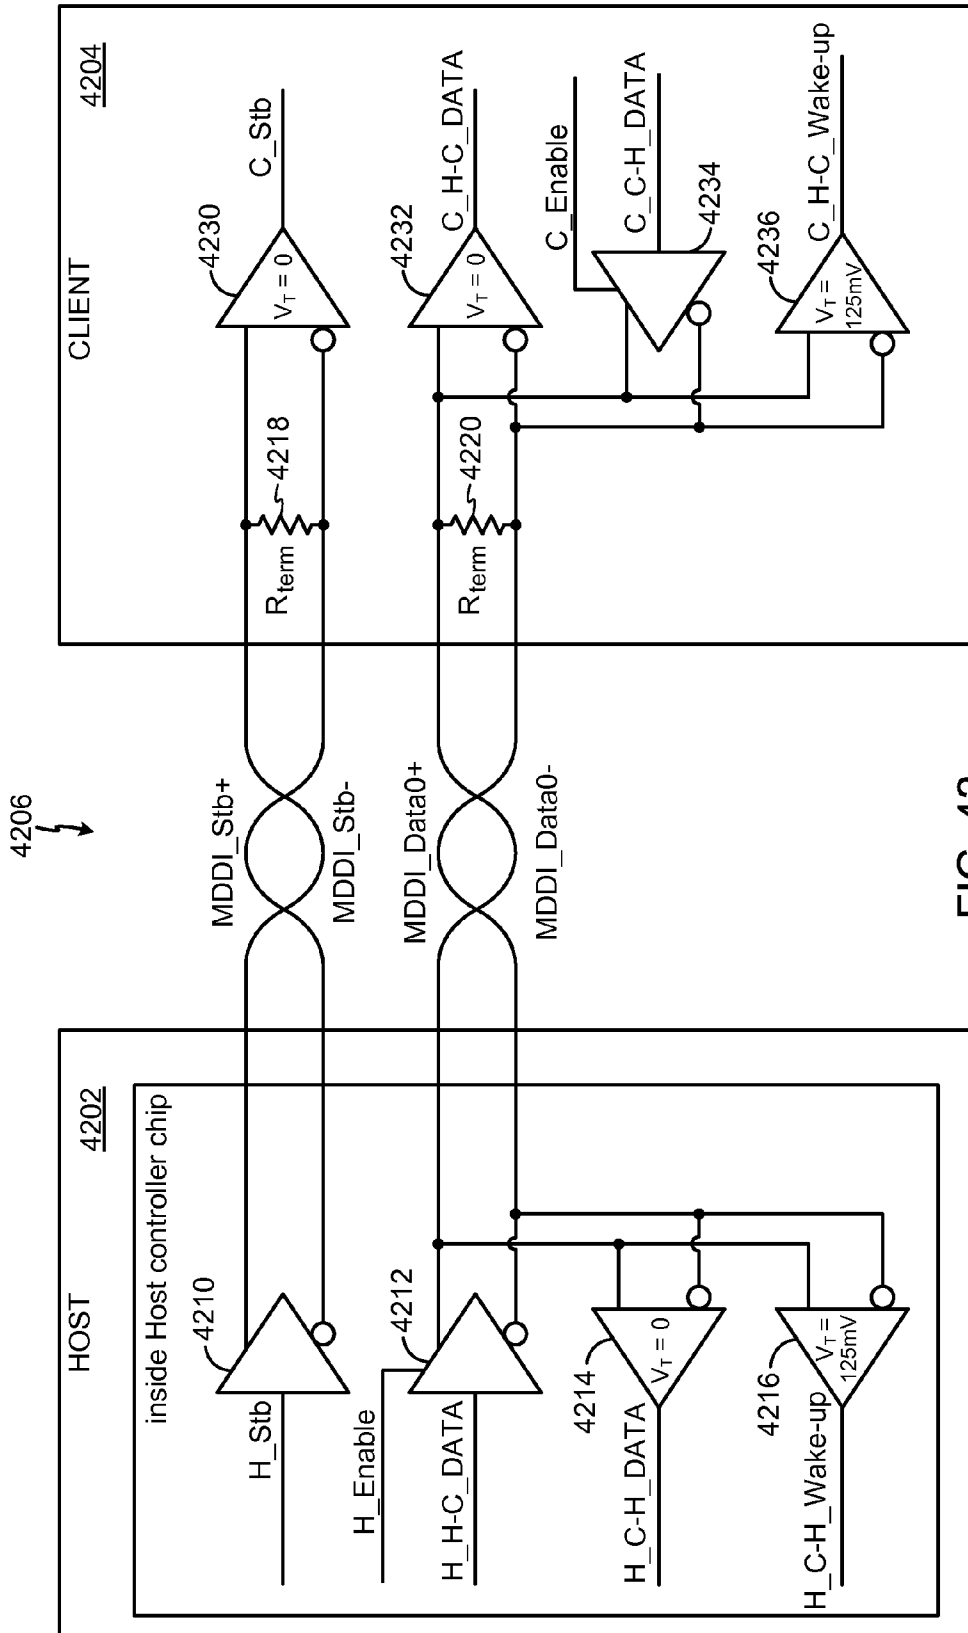 4206
HOST
4202
inside Host controller chip
H_Stb
4210
H_Enable
H_H-C_DATA
4212
H_C-H_DATA
4214
V_T = 0
H_C-H_Wake-up
4216
V_T =
125mV
MDDI_Stb+
MDDI_Stb-
MDDI_Data0+
MDDI_Data0-
CLIENT
4204
R_term
4218
4230
V_T = 0
C_Stb
R_term
4220
4232
V_T = 0
C_H-C_DATA
C_Enable
C_C-H_DATA
4234
4236
V_T =
125mV
C_H-C_Wake-up